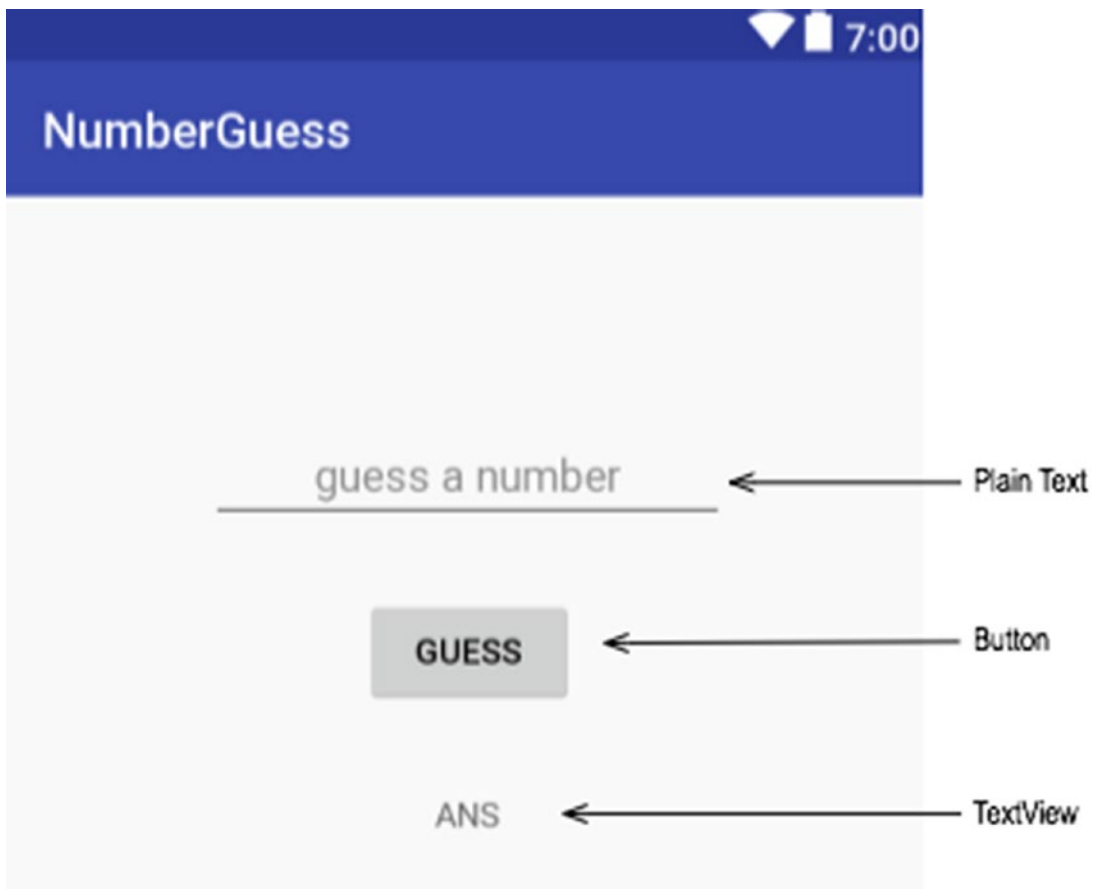 7:00
NumberGuess
guess a number
Plain Text
GUESS
Button
ANS
TextView